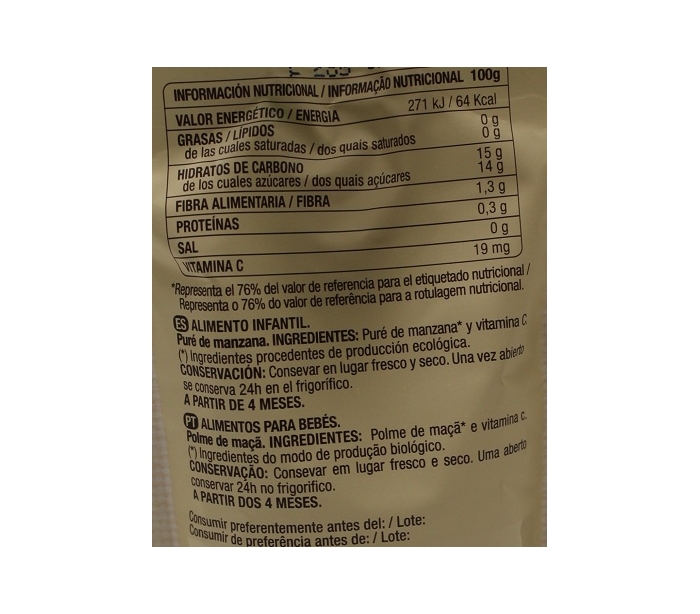 INFORMACIÓN NUTRICIONAL / INFORMAÇÃO NUTRICIONAL 100g
VALOR ENERGÉTICO / ENERGIA 271 kJ / 64 Kcal
GRASAS / LÍPIDOS 0 g
de las cuales saturadas / dos quais saturados 0 g
HIDRATOS DE CARBONO 15 g
de los cuales azúcares / dos quais açúcares 14 g
FIBRA ALIMENTARIA / FIBRA 1,3 g
PROTEÍNAS 0,3 g
SAL 0 g
VITAMINA C 19 mg
*Representa el 76% del valor de referencia para el etiquetado nutricional /
Representa o 76% do valor de referência para a rotulagem nutricional.
ES ALIMENTO INFANTIL.
Puré de manzana. INGREDIENTES: Puré de manzana* y vitamina C.
(*) Ingredientes procedentes de producción ecológica.
CONSERVACIÓN: Consevar en lugar fresco y seco. Una vez abierto
se conserva 24h en el frigorífico.
A PARTIR DE 4 MESES.
PT ALIMENTOS PARA BEBÉS.
Polme de maçã. INGREDIENTES: Polme de maçã* e vitamina c.
(*) Ingredientes do modo de produção biológico.
CONSERVAÇÃO: Consevar em lugar fresco e seco. Uma aberto
conservar 24h no frigorifico.
A PARTIR DOS 4 MESES.
Consumir preferentemente antes del: / Lote:
Consumir de preferência antes de: / Lote: